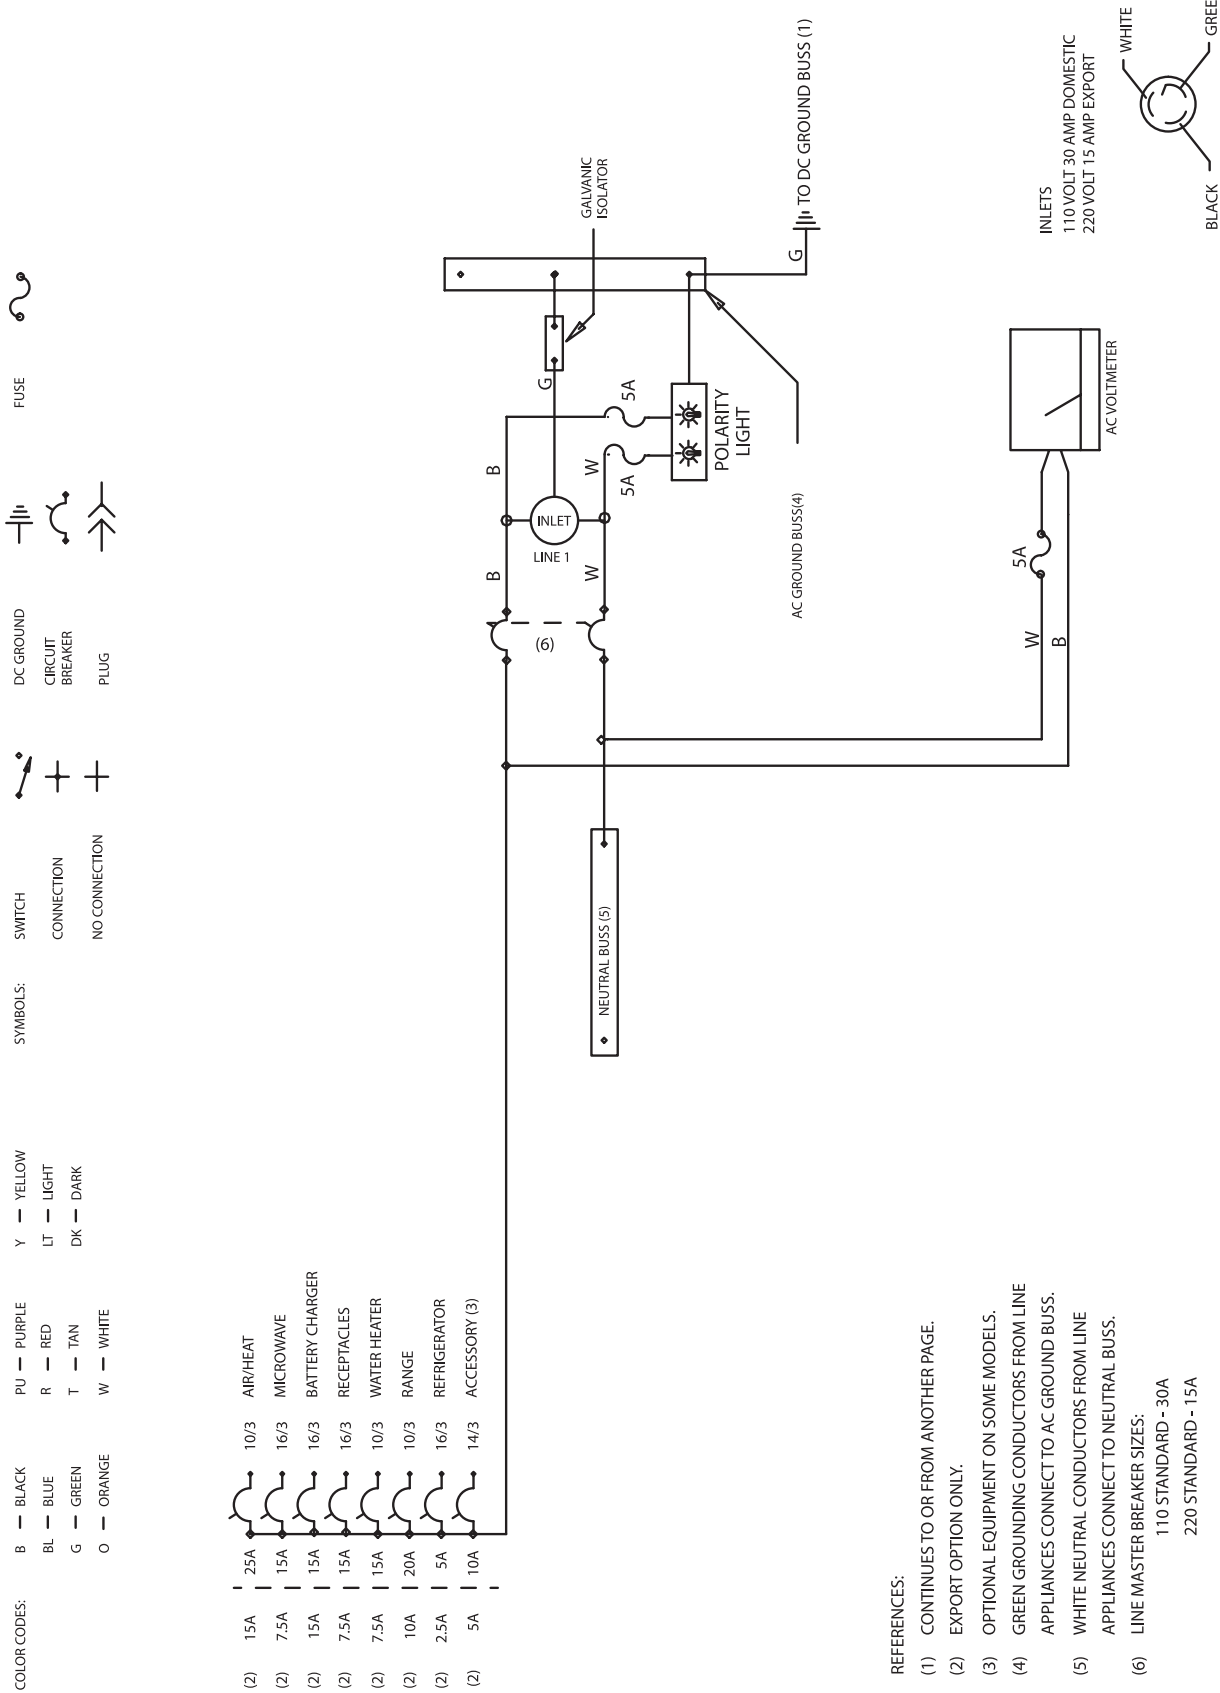 COLOR CODES:
B — BLACK
BL — BLUE
G — GREEN
O — ORANGE
PU — PURPLE
R — RED
T — TAN
W — WHITE
Y — YELLOW
LT — LIGHT
DK — DARK
SYMBOLS:
SWITCH
CONNECTION
NO CONNECTION
DC GROUND
CIRCUIT
BREAKER
PLUG
FUSE
(2) 15A 25A 10/3 AIR/HEAT
(2) 7.5A 15A 16/3 MICROWAVE
(2) 15A 15A 16/3 BATTERY CHARGER
(2) 7.5A 15A 16/3 RECEPTACLES
(2) 7.5A 15A 10/3 WATER HEATER
(2) 10A 20A 10/3 RANGE
(2) 2.5A 5A 16/3 REFRIGERATOR
(2) 5A 10A 14/3 ACCESSORY (3)
NEUTRAL BUSS (5)
(6)
B
B
W
W
INLET
LINE 1
G
5A
5A
POLARITY
LIGHT
GALVANIC
ISOLATOR
G
TO DC GROUND BUSS (1)
AC GROUND BUSS(4)
W
B
5A
AC VOLTMETER
INLETS
110 VOLT 30 AMP DOMESTIC
220 VOLT 15 AMP EXPORT
BLACK
WHITE
GREE
REFERENCES:
(1) CONTINUES TO OR FROM ANOTHER PAGE.
(2) EXPORT OPTION ONLY.
(3) OPTIONAL EQUIPMENT ON SOME MODELS.
(4) GREEN GROUNDING CONDUCTORS FROM LINE
APPLIANCES CONNECT TO AC GROUND BUSS.
(5) WHITE NEUTRAL CONDUCTORS FROM LINE
APPLIANCES CONNECT TO NEUTRAL BUSS.
(6) LINE MASTER BREAKER SIZES:
110 STANDARD - 30A
220 STANDARD - 15A